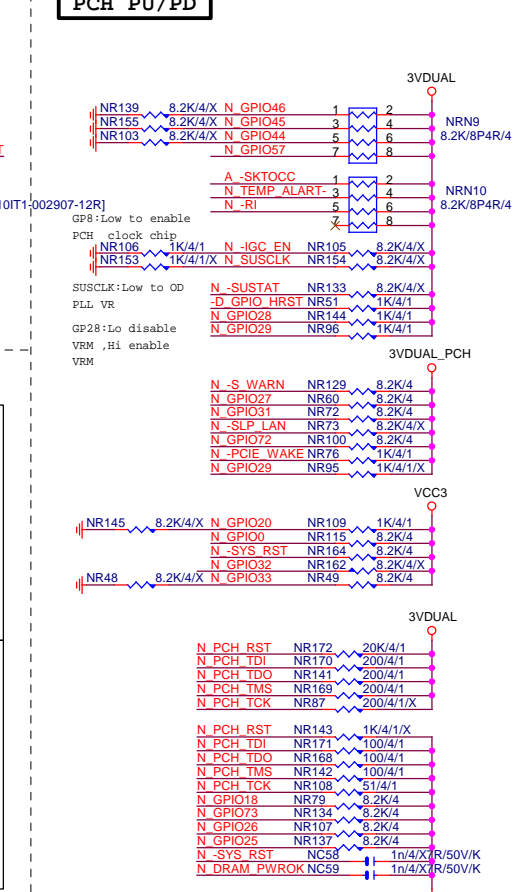 PCH PU/PD
3VDUAL
NR139 8.2K/4/X N_GPIO46 1 2
NR155 8.2K/4/X N_GPIO45 3 4 NRN9
NR103 8.2K/4/X N_GPIO44 5 6 8.2K/8P4R/4
N_GPIO57 7 8
A_-SKTOCC 1 2
N_TEMP_ALART- 3 4 NRN10
N_-RI 5 6 8.2K/8P4R/4
7 8
10IT1-002907-12R]
GP8:Low to enable
PCH clock chip
NR106 1K/4/1 N_-IGC_EN NR105 8.2K/4/X
NR153 1K/4/1/X N_SUSCLK NR154 8.2K/4/X
SUSCLK:Low to OD
PLL VR
N_-SUSTAT NR133 8.2K/4/X
-D_GPIO_HRST NR51 1K/4/1
N_GPIO28 NR144 1K/4/1
N_GPIO29 NR96 1K/4/1
GP28:Lo disable
VRM ,Hi enable
VRM
3VDUAL_PCH
N_-S_WARN NR129 8.2K/4
N_GPIO27 NR60 8.2K/4
N_GPIO31 NR72 8.2K/4
N_-SLP_LAN NR73 8.2K/4/X
N_GPIO72 NR100 8.2K/4
N_-PCIE_WAKE NR76 1K/4/1
N_GPIO29 NR95 1K/4/1/X
VCC3
NR145 8.2K/4/X N_GPIO20 NR109 1K/4/1
N_GPIO0 NR115 8.2K/4
N_-SYS_RST NR164 8.2K/4
N_GPIO32 NR162 8.2K/4/X
NR48 8.2K/4/X N_GPIO33 NR49 8.2K/4
3VDUAL
N_PCH_RST NR172 20K/4/1
N_PCH_TDI NR170 200/4/1
N_PCH_TDO NR141 200/4/1
N_PCH_TMS NR169 200/4/1
N_PCH_TCK NR87 200/4/1/X
N_PCH_RST NR143 1K/4/1/X
N_PCH_TDI NR171 100/4/1
N_PCH_TDO NR168 100/4/1
N_PCH_TMS NR142 100/4/1
N_PCH_TCK NR108 51/4/1
N_GPIO18 NR79 8.2K/4
N_GPIO73 NR134 8.2K/4
N_GPIO26 NR107 8.2K/4
N_GPIO25 NR137 8.2K/4
N_-SYS_RST NC58 1n/4/X7R/50V/K
N_DRAM_PWROK NC59 1n/4/X7R/50V/K